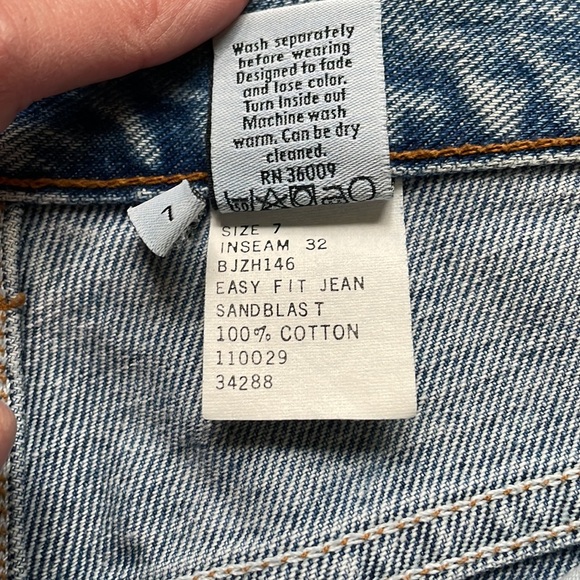 Wash separately
before wearing
Designed to fade
and lose color.
Turn Inside out
Machine wash
warm. Can be dry
cleaned.
RN 36009
7
SIZE 7
INSEAM 32
BJZH146
EASY FIT JEAN
SANDBLAST
100% COTTON
110029
34288